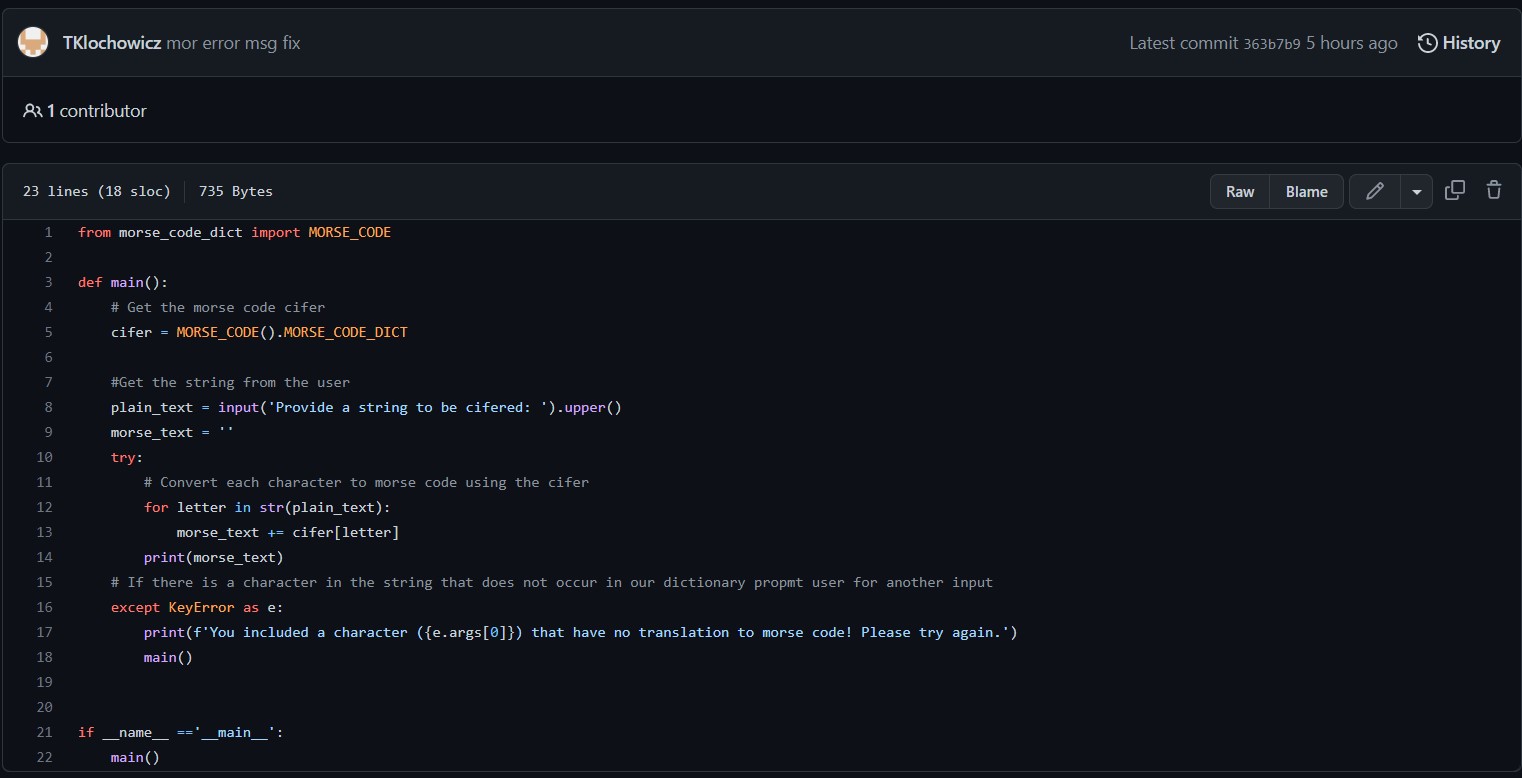 TKlochowicz mor error msg fix Latest commit 363b7b9 5 hours ago History
1 contributor
23 lines (18 sloc) 735 Bytes Raw Blame
1 from morse_code_dict import MORSE_CODE
2
3 def main():
4     # Get the morse code cifer
5     cifer = MORSE_CODE().MORSE_CODE_DICT
6
7     #Get the string from the user
8     plain_text = input('Provide a string to be cifered: ').upper()
9     morse_text = ''
10     try:
11         # Convert each character to morse code using the cifer
12         for letter in str(plain_text):
13             morse_text += cifer[letter]
14         print(morse_text)
15     # If there is a character in the string that does not occur in our dictionary propmt user for another input
16     except KeyError as e:
17         print(f'You included a character ({e.args[0]}) that have no translation to morse code! Please try again.')
18         main()
19
20
21 if __name__ =='__main__':
22     main()